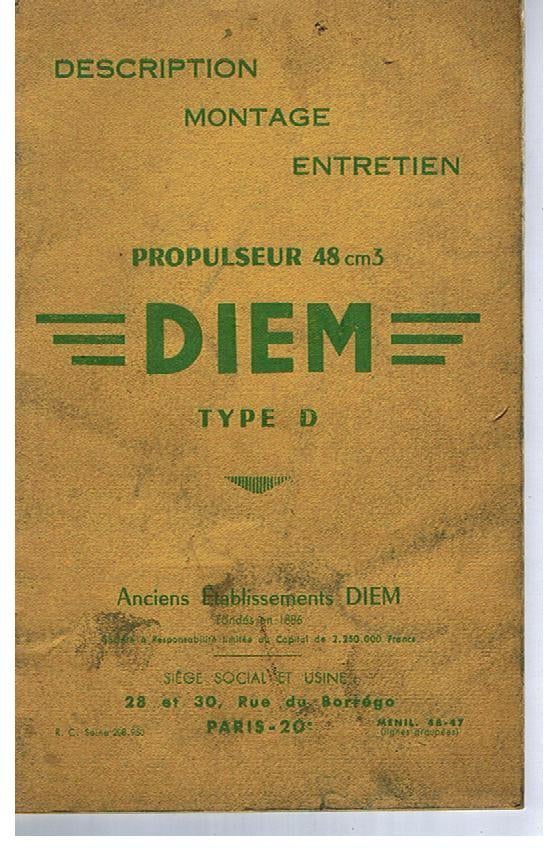 DESCRIPTION
MONTAGE
ENTRETIEN
PROPULSEUR 48 cm3
DIEM
TYPE D
Anciens Etablissements DIEM
fondés en 1886
Société à Responsabilité limitée au Capital de 2.250.000 Francs
SIÈGE SOCIAL ET USINE
28 et 30, Rue du Borrégo
R. C. Seine 268.950 PARIS-20e MENIL. 46-47
(lignes groupées)